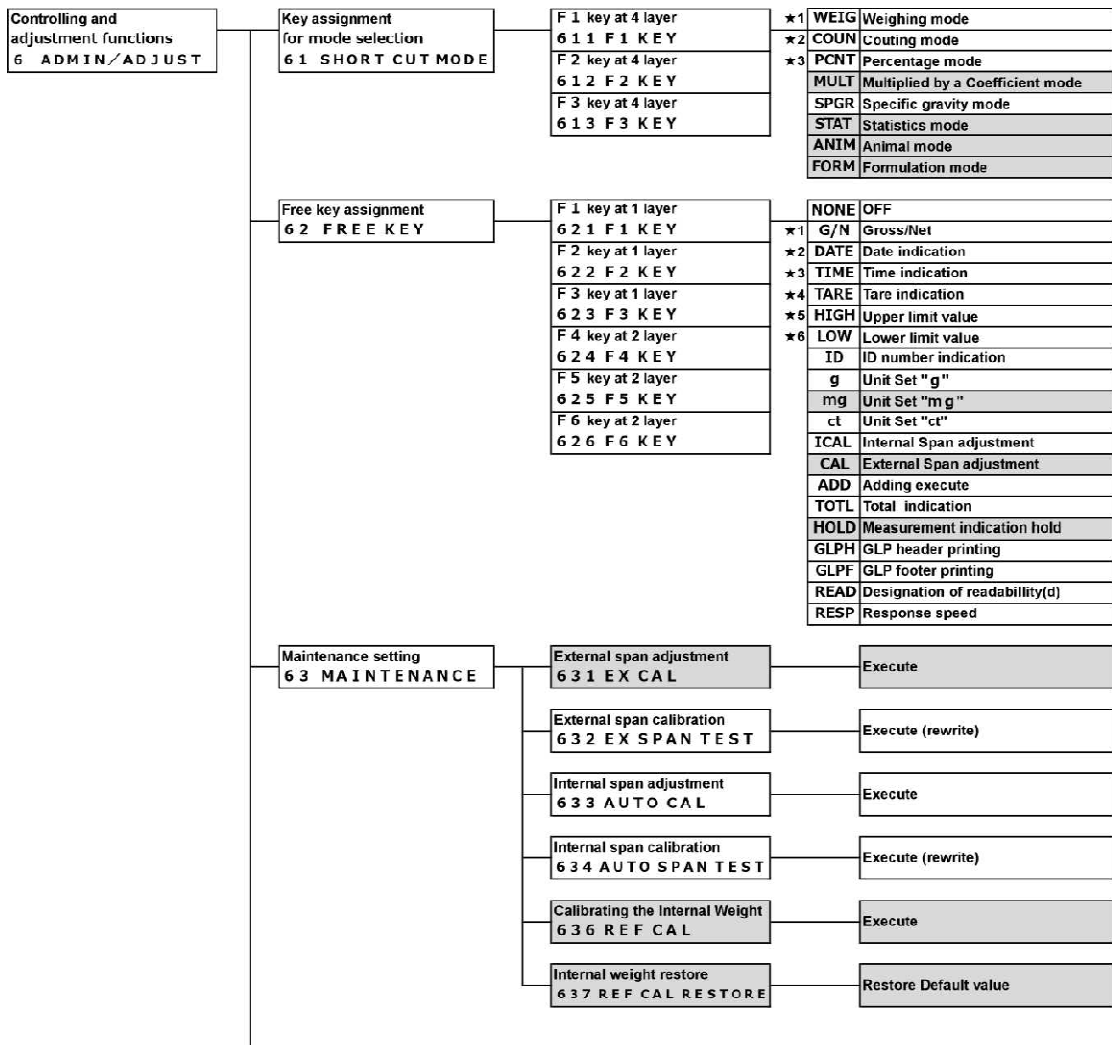 Controlling and
adjustment functions
6 ADMIN/ADJUST
Key assignment
for mode selection
61 SHORT CUT MODE
F 1 key at 4 layer
611 F1 KEY
F 2 key at 4 layer
612 F2 KEY
F 3 key at 4 layer
613 F3 KEY
★1 WEIG Weighing mode
★2 COUN Couting mode
★3 PCNT Percentage mode
MULT Multiplied by a Coefficient mode
SPGR Specific gravity mode
STAT Statistics mode
ANIM Animal mode
FORM Formulation mode
Free key assignment
62 FREE KEY
F 1 key at 1 layer
621 F1 KEY
F 2 key at 1 layer
622 F2 KEY
F 3 key at 1 layer
623 F3 KEY
F 4 key at 2 layer
624 F4 KEY
F 5 key at 2 layer
625 F5 KEY
F 6 key at 2 layer
626 F6 KEY
NONE OFF
★1 G/N Gross/Net
★2 DATE Date indication
★3 TIME Time indication
★4 TARE Tare indication
★5 HIGH Upper limit value
★6 LOW Lower limit value
ID ID number indication
g Unit Set "g"
mg Unit Set "mg"
ct Unit Set "ct"
ICAL Internal Span adjustment
CAL External Span adjustment
ADD Adding execute
TOTL Total indication
HOLD Measurement indication hold
GLPH GLP header printing
GLPF GLP footer printing
READ Designation of readabillity(d)
RESP Response speed
Maintenance setting
63 MAINTENANCE
External span adjustment
631 EX CAL
Execute
External span calibration
632 EX SPAN TEST
Execute (rewrite)
Internal span adjustment
633 AUTO CAL
Execute
Internal span calibration
634 AUTO SPAN TEST
Execute (rewrite)
Calibrating the Internal Weight
636 REF CAL
Execute
Internal weight restore
637 REF CAL RESTORE
Restore Default value